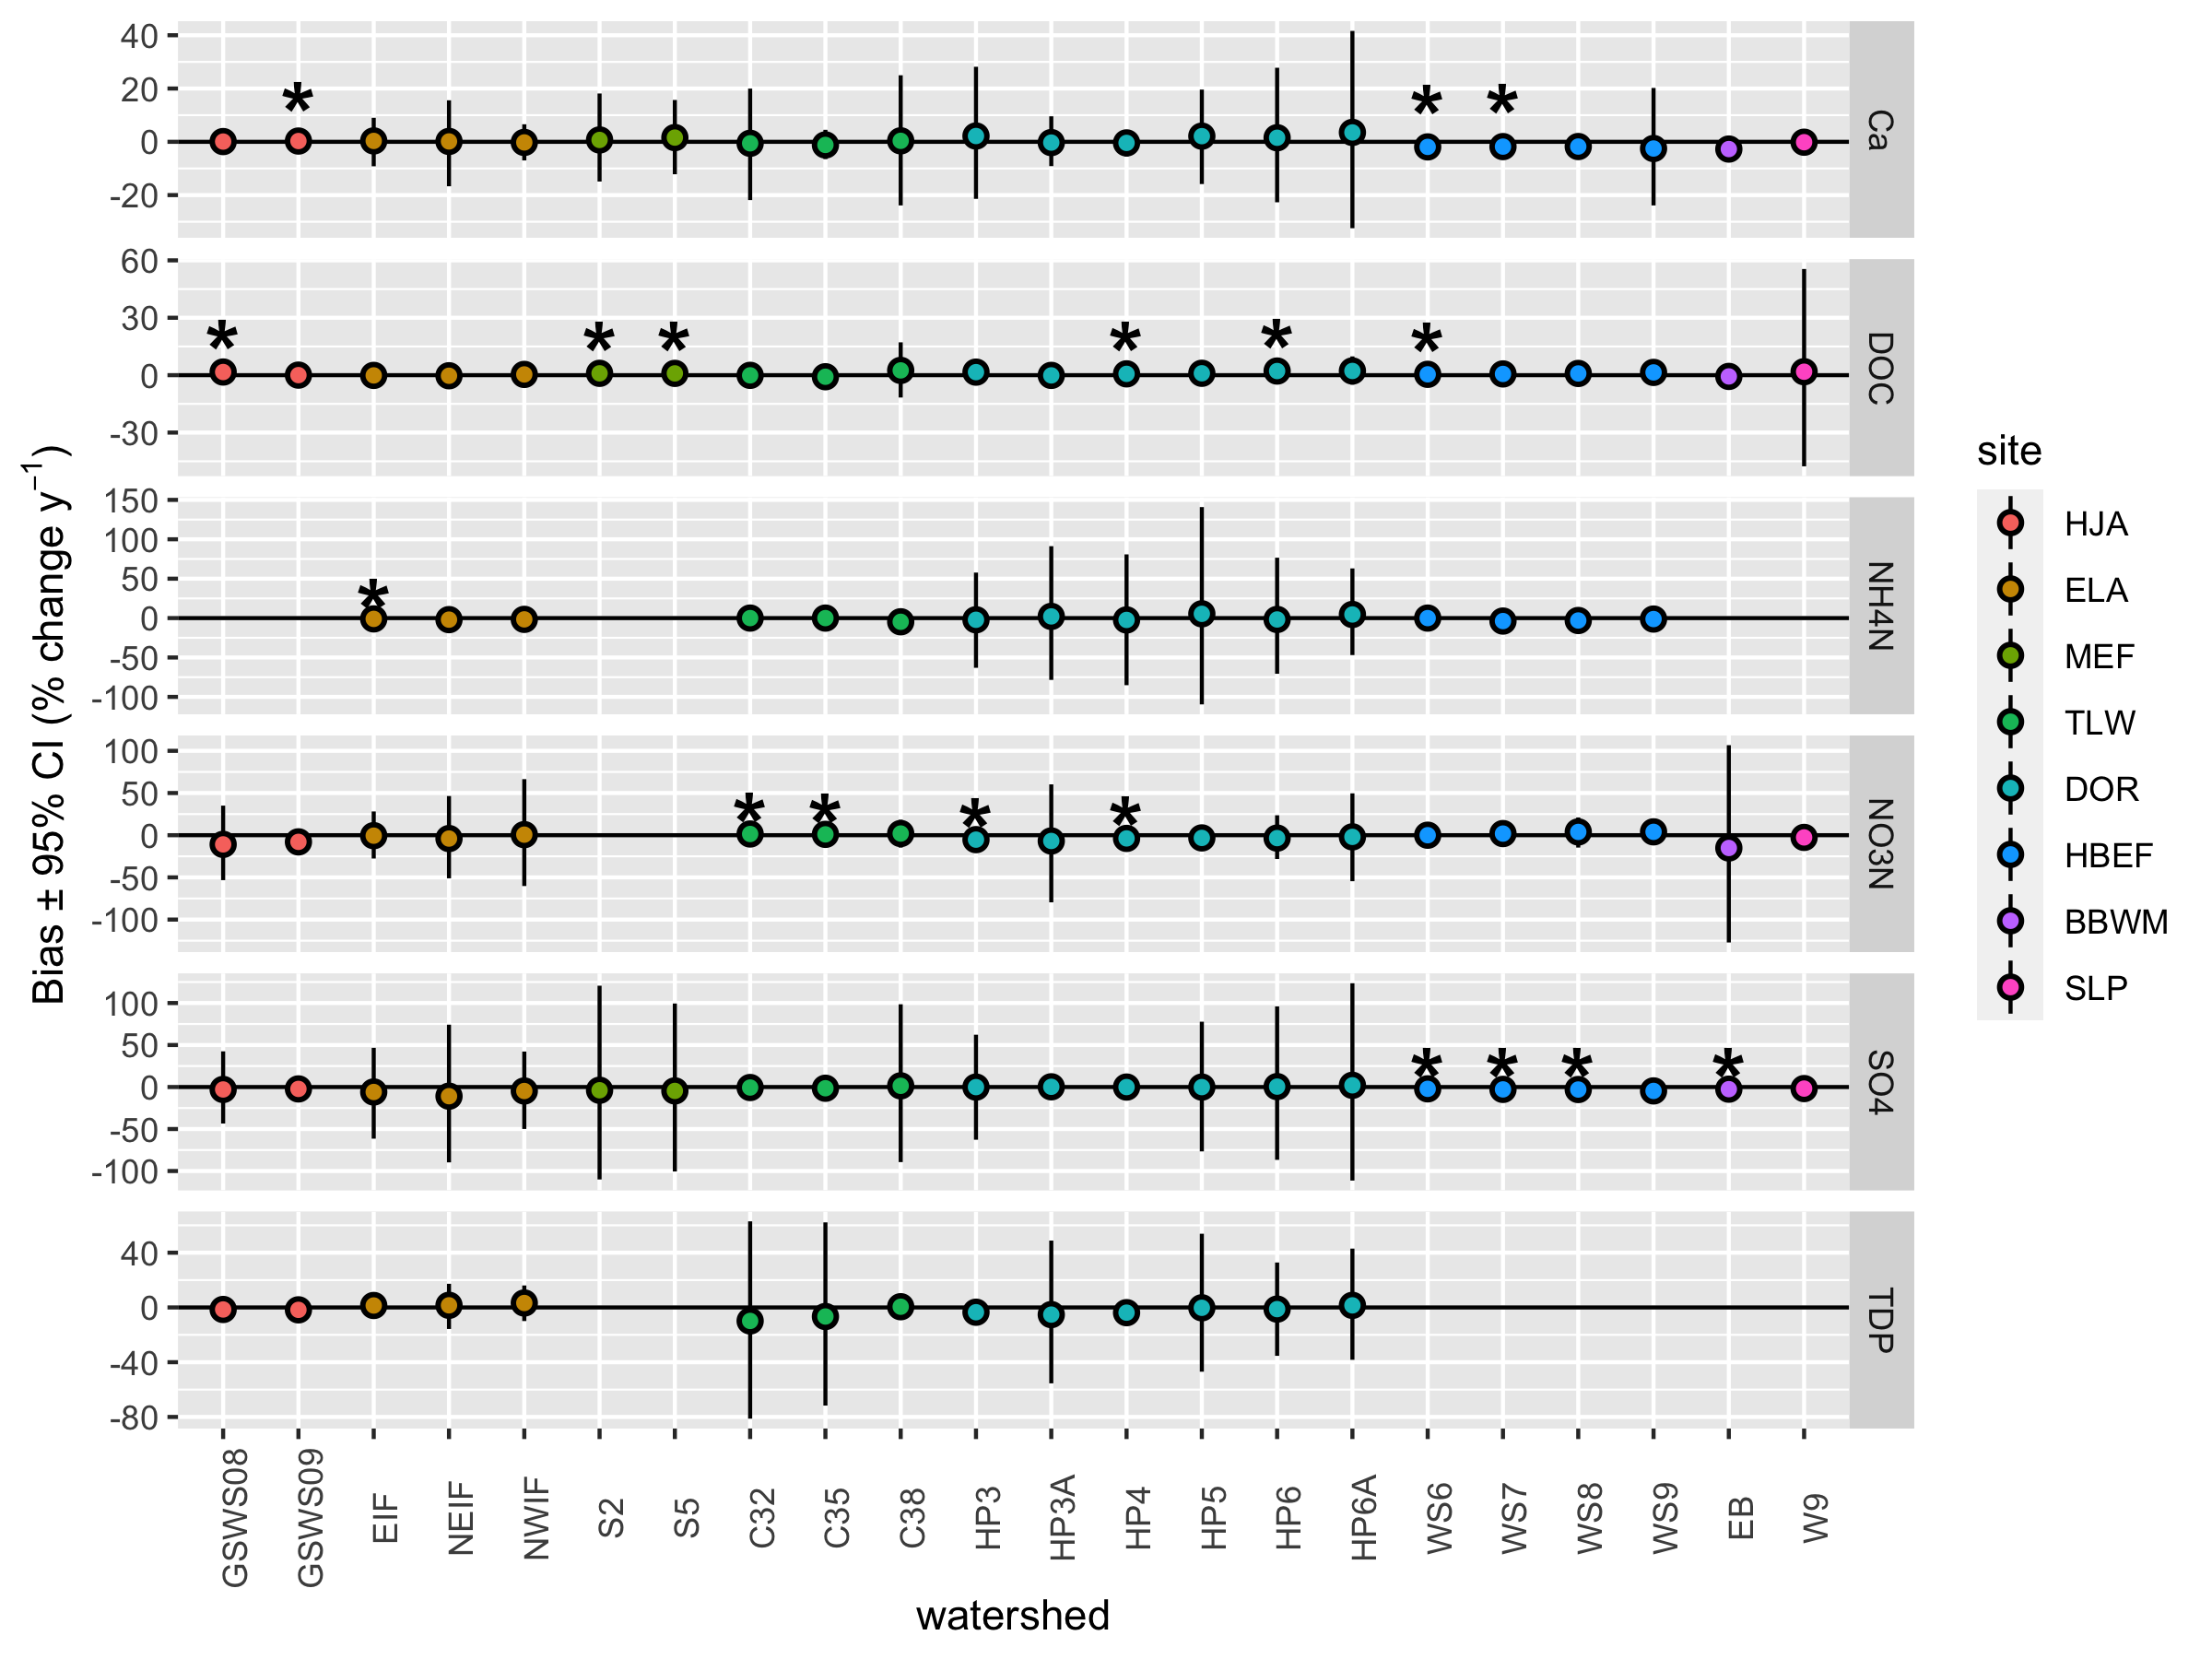 40
20
0
-20
Ca
60
30
0
-30
DOC
150
100
50
0
-50
-100
NH4N
100
50
0
-50
-100
NO3N
100
50
0
-50
-100
SO4
40
0
-40
-80
TDP
* * *
* * * * * *
*
* * * *
* * * *
Bias ± 95% CI (% change y⁻¹)
GSWS08 GSWS09 EIF NEIF NWIF S2 S5 C32 C35 C38 HP3 HP3A HP4 HP5 HP6 HP6A WS6 WS7 WS8 WS9 EB W9
watershed
site
HJA
ELA
MEF
TLW
DOR
HBEF
BBWM
SLP